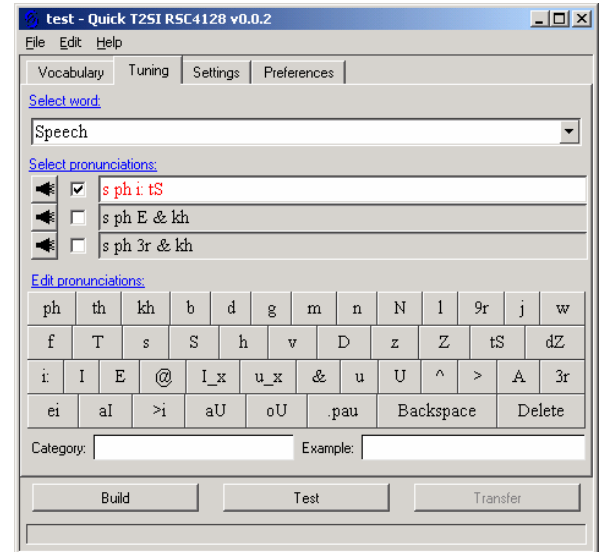 test - Quick T2SI RSC4128 v0.0.2
File Edit Help
Vocabulary Tuning Settings Preferences
Select word:
Speech
Select pronunciations:
s ph i: tS
s ph E & kh
s ph 3r & kh
Edit pronunciations:
ph th kh b d g m n N l 9r j w
f T s S h v D z Z tS dZ
i: I E @ I_x u_x & u U ^ > A 3r
ei aI >i aU oU .pau Backspace Delete
Category: Example:
Build Test Transfer